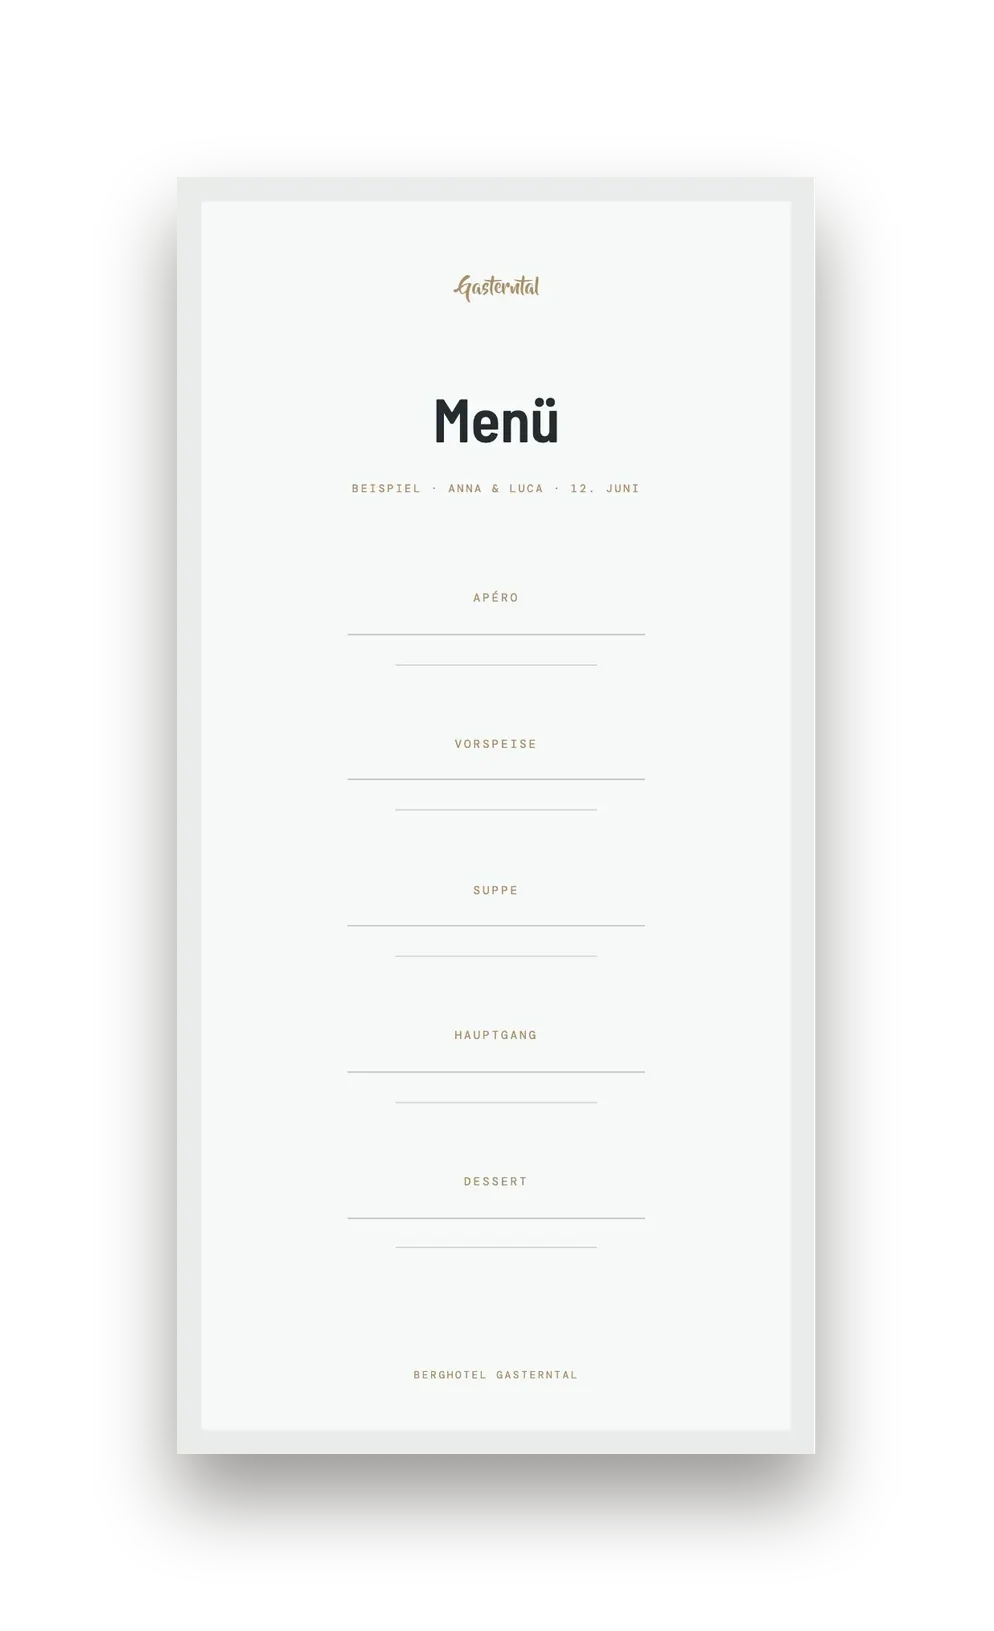 Gasterntal
Menü
BEISPIEL · ANNA & LUCA · 12. JUNI
APÉRO
VORSPEISE
SUPPE
HAUPTGANG
DESSERT
BERGHOTEL GASTERNTAL